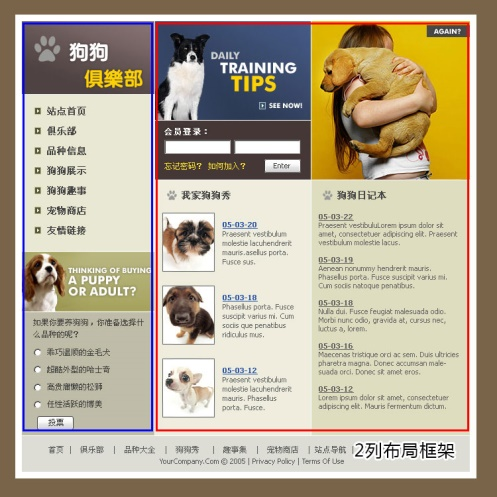 狗狗
俱樂部
站点首页
俱乐部
品种信息
狗狗展示
狗狗趣事
宠物商店
友情链接
THINKING OF BUYING
A PUPPY
OR ADULT?
如果你要养狗狗，你准备选择什
么品种的呢？
乖巧温顺的金毛犬
超酷外型的哈士奇
高贵慵懒的松狮
任性活跃的博美
投票
DAILY
TRAINING
TIPS
SEE NOW!
会员登录：
忘记密码？ 如何加入？ Enter
AGAIN?
我家狗狗秀
05-03-20
Praesent vestibulum
molestie lacuhendrerit
mauris.asellus porta.
Fusce sus.
05-03-18
Phasellus porta. Fusce
suscipit varius mi. Cum
sociis que penatibus
ridiculus mus.
05-03-12
Praesent vestibulum
molestie lacuhendrerit
mauris. Phasellus
porta. Fusce.
狗狗日记本
05-03-22
Praesent vestibuluLorem ipsum dolor sit
amet, consectetuer adipiscing elit. Praesent
vestibulum molestie lacus.
05-03-19
Aenean nonummy hendrerit mauris.
Phasellus porta. Fusce suscipit varius mi.
Cum sociis natoque penatibus.
05-03-18
Nulla dui. Fusce feugiat malesuada odio.
Morbi nunc odio, gravida at, cursus nec,
luctus a, lorem.
05-03-16
Maecenas tristique orci ac sem. Duis ultricies
pharetra magna. Donec accumsan male-
suada orci. Donec sit amet eros.
05-03-12
Lorem ipsum dolor sit amet, consectetuer
adipiscing elit. Mauris fermentum dictum.
首页 | 俱乐部 | 品种大全 | 狗狗秀 | 趣事集 | 宠物商店 | 站点导航 |
YourCompany.Com © 2005 | Privacy Policy | Terms Of Use
2列布局框架